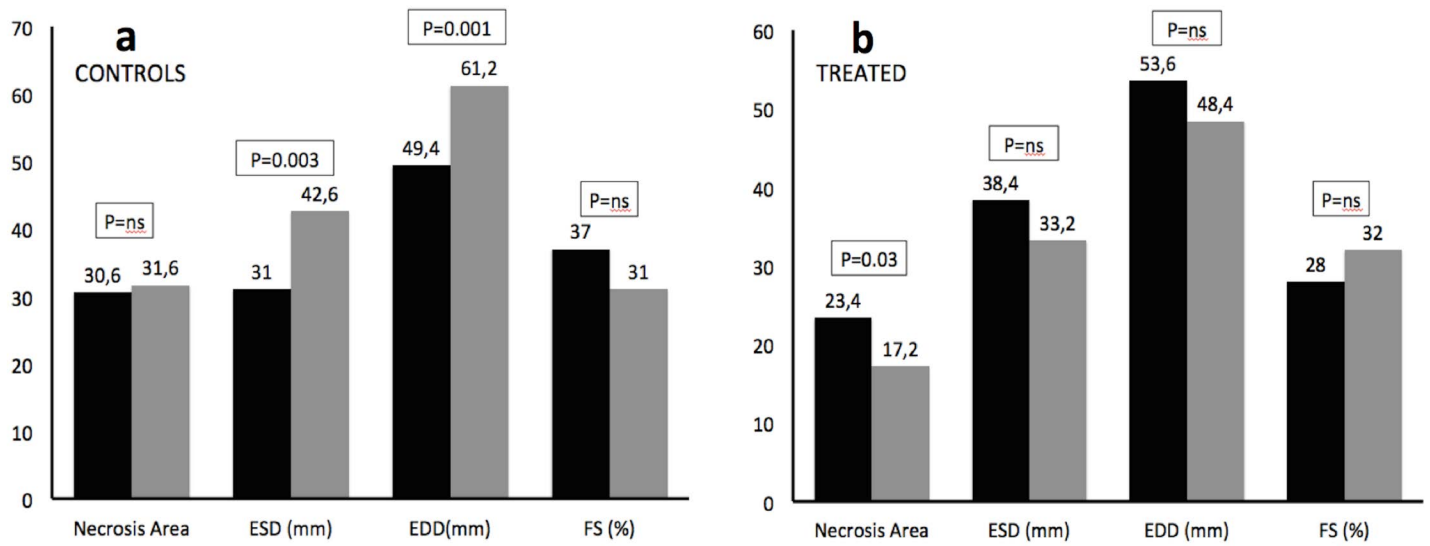 a
CONTROLS
70
60
50
40
30
20
10
0
P=ns
30,6
31,6
P=0.003
31
42,6
P=0.001
49,4
61,2
P=ns
37
31
Necrosis Area
ESD (mm)
EDD(mm)
FS (%)
b
TREATED
60
50
40
30
20
10
0
P=0.03
23,4
17,2
P=ns
38,4
33,2
P=ns
53,6
48,4
P=ns
28
32
Necrosis Area
ESD (mm)
EDD (mm)
FS (%)